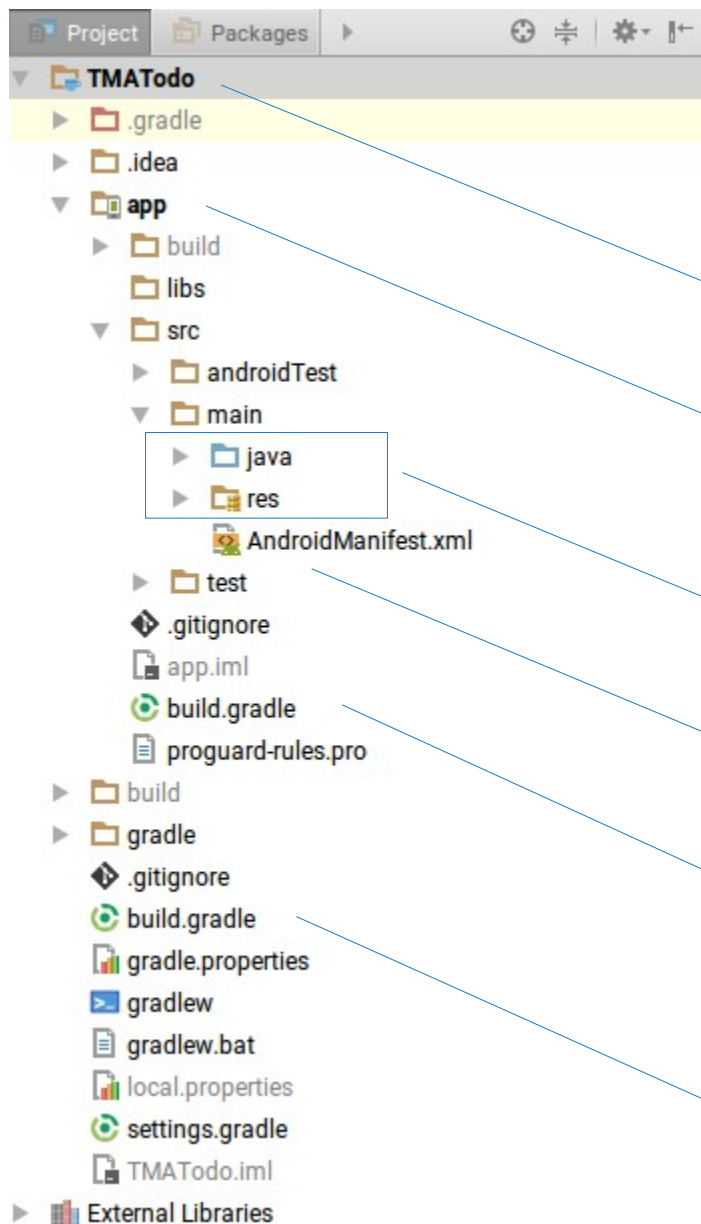 Project Packages
TMATodo
.gradle
.idea
app
build
libs
src
androidTest
main
java
res
AndroidManifest.xml
test
.gitignore
app.iml
build.gradle
proguard-rules.pro
build
gradle
.gitignore
build.gradle
gradle.properties
gradlew
gradlew.bat
local.properties
settings.gradle
TMATodo.iml
External Libraries